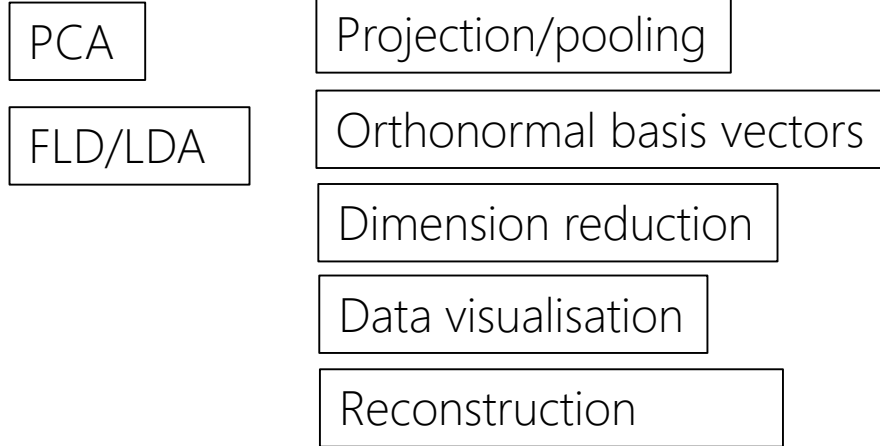 PCA
FLD/LDA
Projection/pooling
Orthonormal basis vectors
Dimension reduction
Data visualisation
Reconstruction